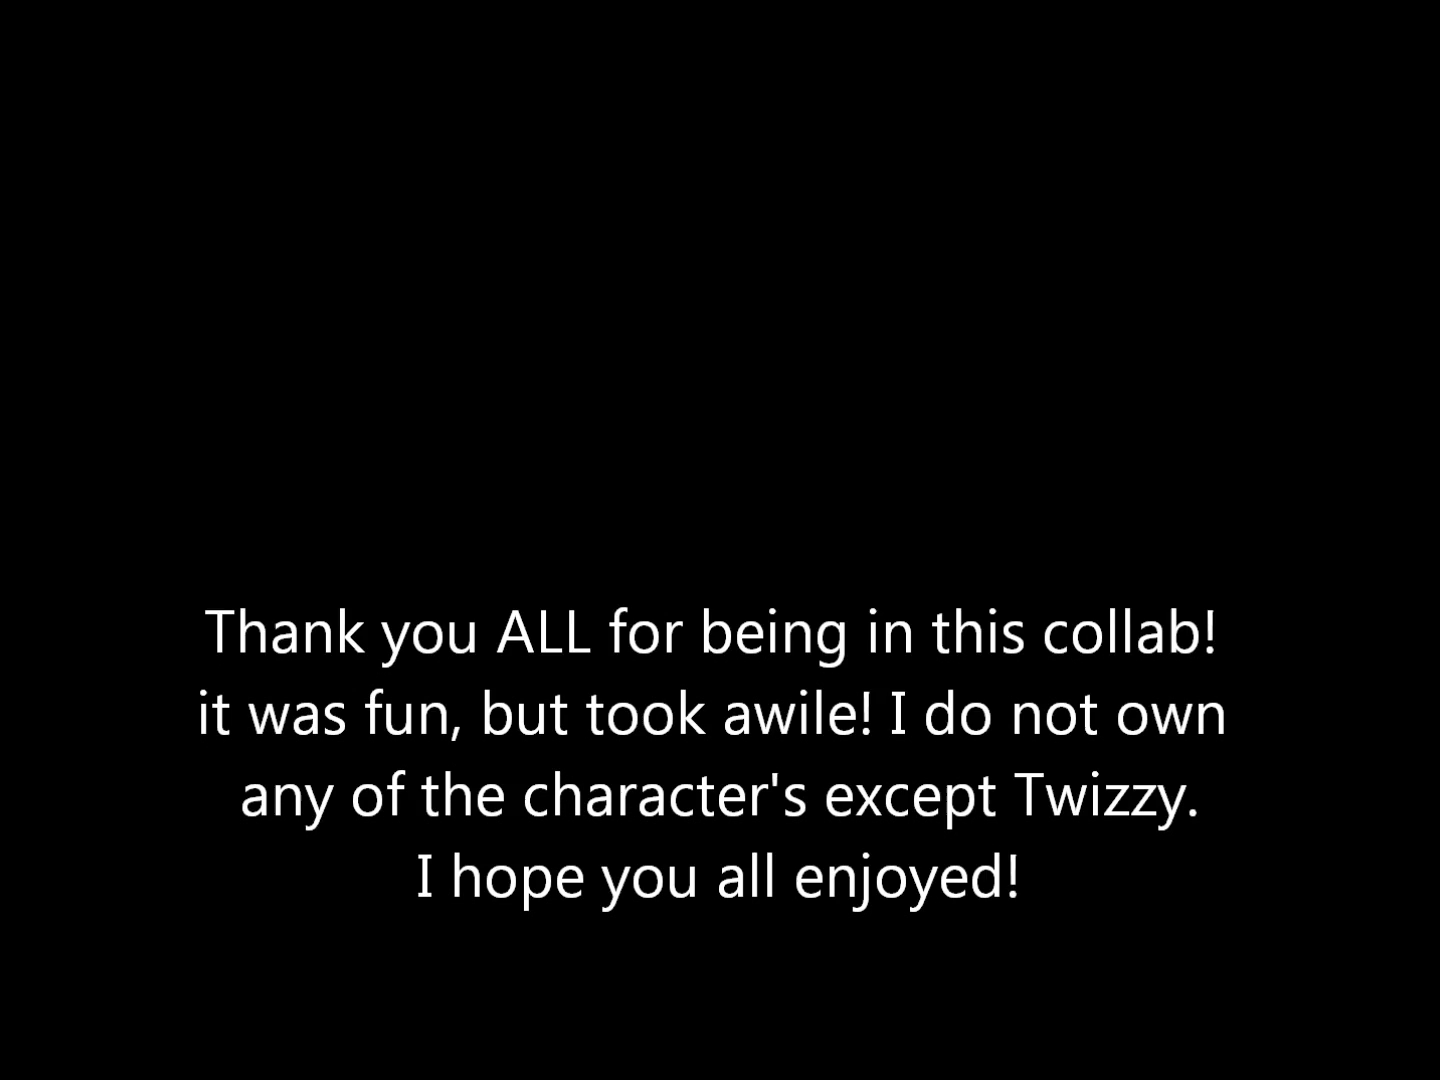 Thank you ALL for being in this collab!
it was fun, but took awile! I do not own
any of the character's except Twizzy.
I hope you all enjoyed!